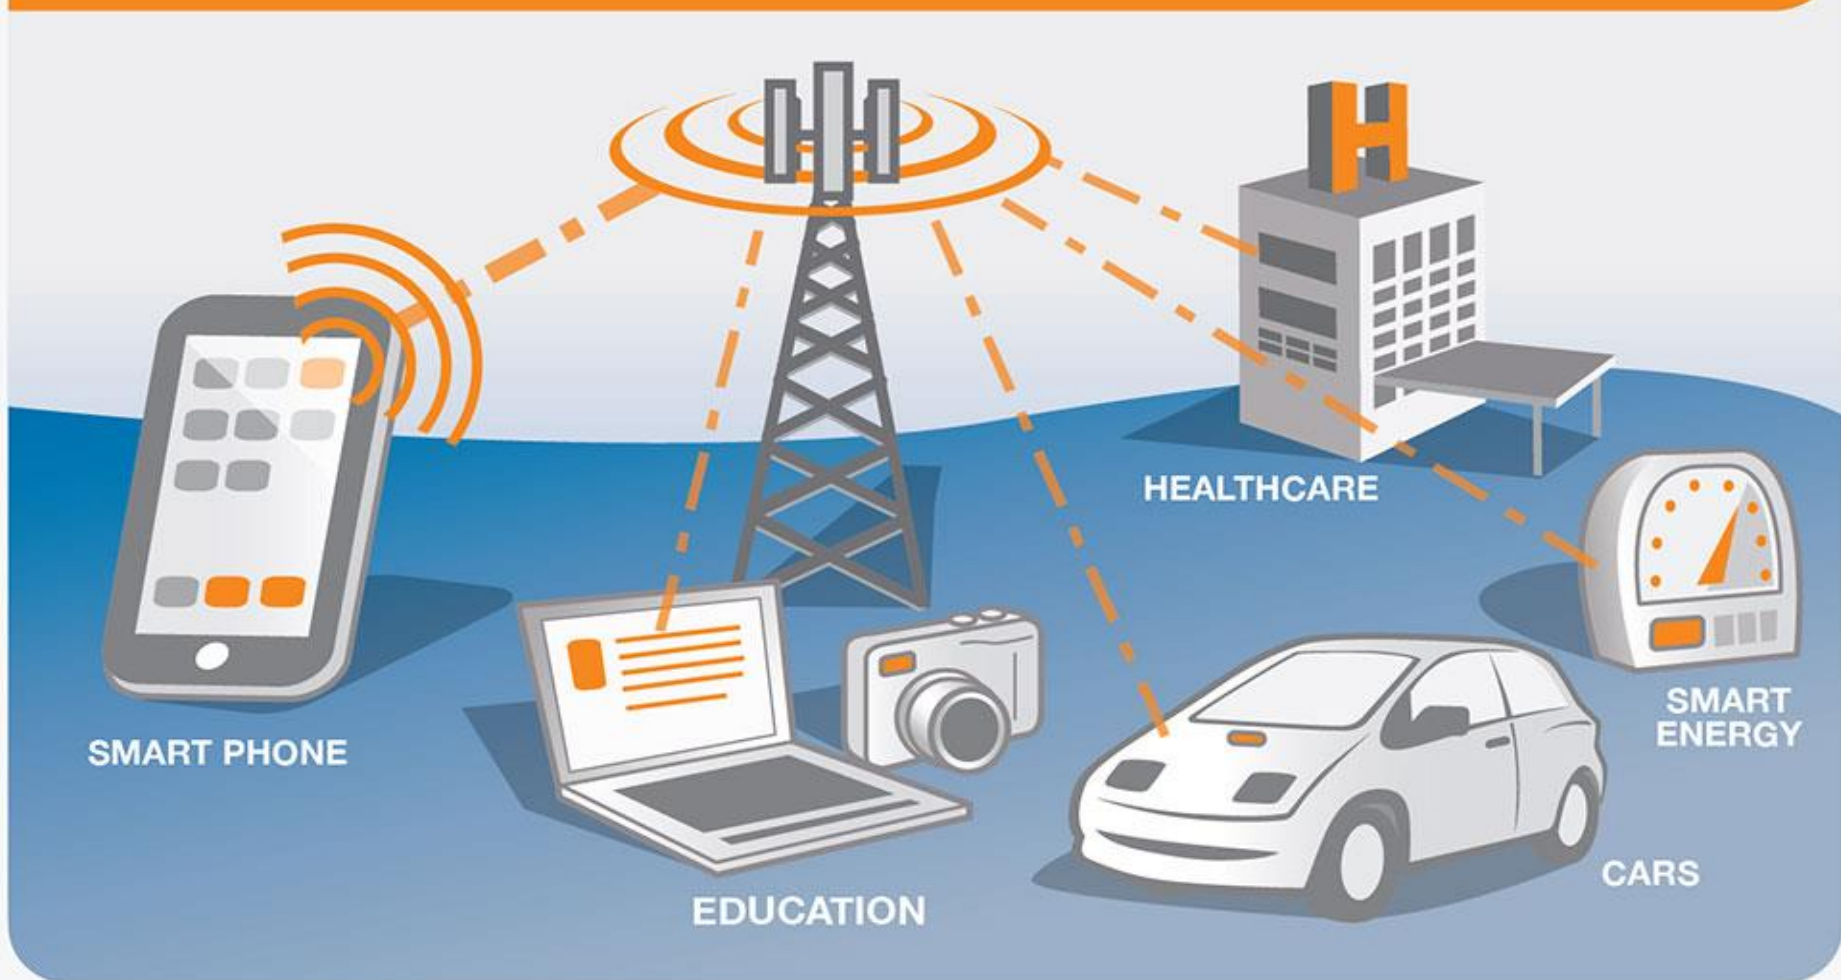 H
HEALTHCARE
SMART
ENERGY
SMART PHONE
CARS
EDUCATION